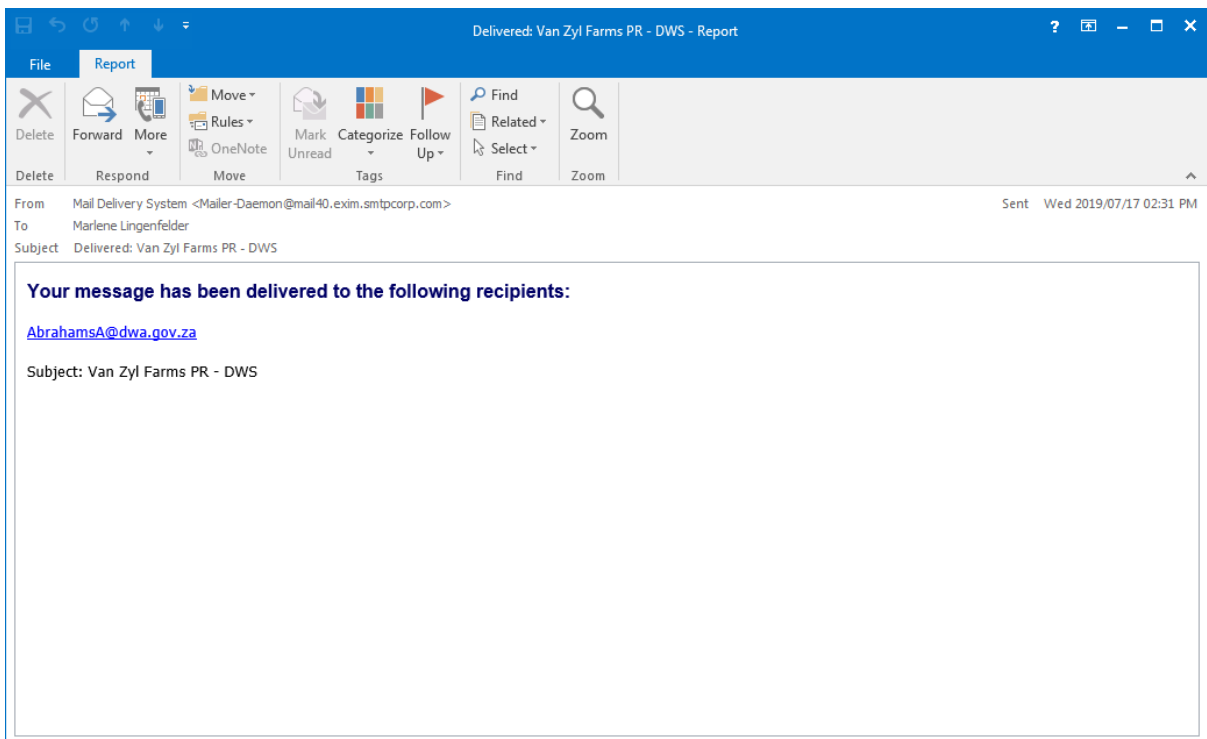 Delivered: Van Zyl Farms PR - DWS - Report
?
File Report
Delete
Forward
More
Move
Rules
OneNote
Mark Unread
Categorize
Follow Up
Find
Related
Select
Zoom
Delete Respond Move Tags Find Zoom
From Mail Delivery System <Mailer-Daemon@mail40.exim.smtpcorp.com> Sent Wed 2019/07/17 02:31 PM
To Marlene Lingenfelder
Subject Delivered: Van Zyl Farms PR - DWS
Your message has been delivered to the following recipients:
AbrahamsA@dwa.gov.za
Subject: Van Zyl Farms PR - DWS